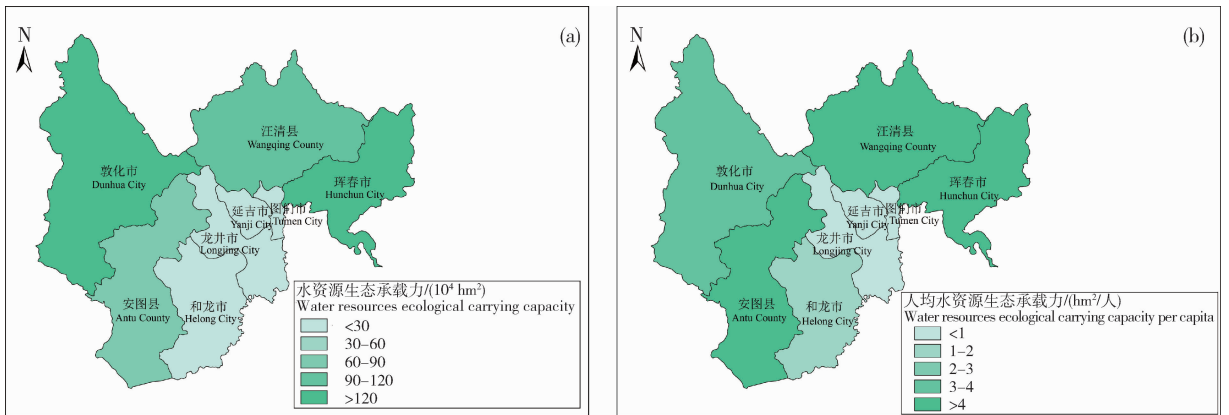 N
(a)
汪清县
Wangqing County
敦化市
Dunhua City
珲春市
Hunchun City
延吉市
Yanji City
图们市
Tumen City
龙井市
Longjing City
安图县
Antu County
和龙市
Helong City
水资源生态承载力/(10⁴ hm²)
Water resources ecological carrying capacity
<30
30–60
60–90
90–120
>120
N
(b)
汪清县
Wangqing County
敦化市
Dunhua City
珲春市
Hunchun City
延吉市
Yanji City
图们市
Tumen City
龙井市
Longjing City
安图县
Antu County
和龙市
Helong City
人均水资源生态承载力/(hm²/人)
Water resources ecological carrying capacity per capita
<1
1–2
2–3
3–4
>4